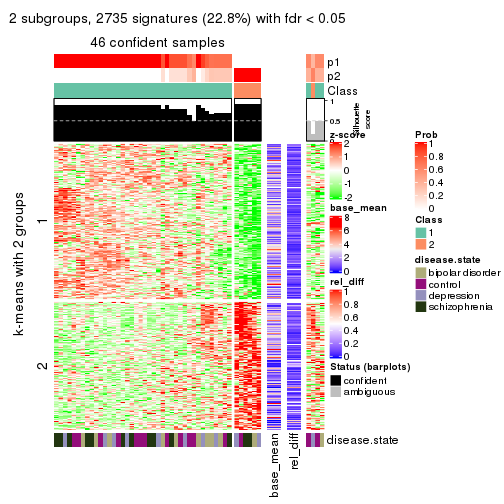 2 subgroups, 2735 signatures (22.8%) with fdr < 0.05
46 confident samples
p1
p2
Class
1
0.5
0
Silhouette
score
k-means with 2 groups
1
2
z-score
2
1
0
-1
-2
base_mean
8
6
4
2
0
rel_diff
1
0.8
0.6
0.4
0.2
0
Status (barplots)
confident
ambiguous
Prob
1
0.8
0.6
0.4
0.2
0
Class
1
2
disease.state
bipolar disorder
control
depression
schizophrenia
disease.state
base_mean
rel_diff